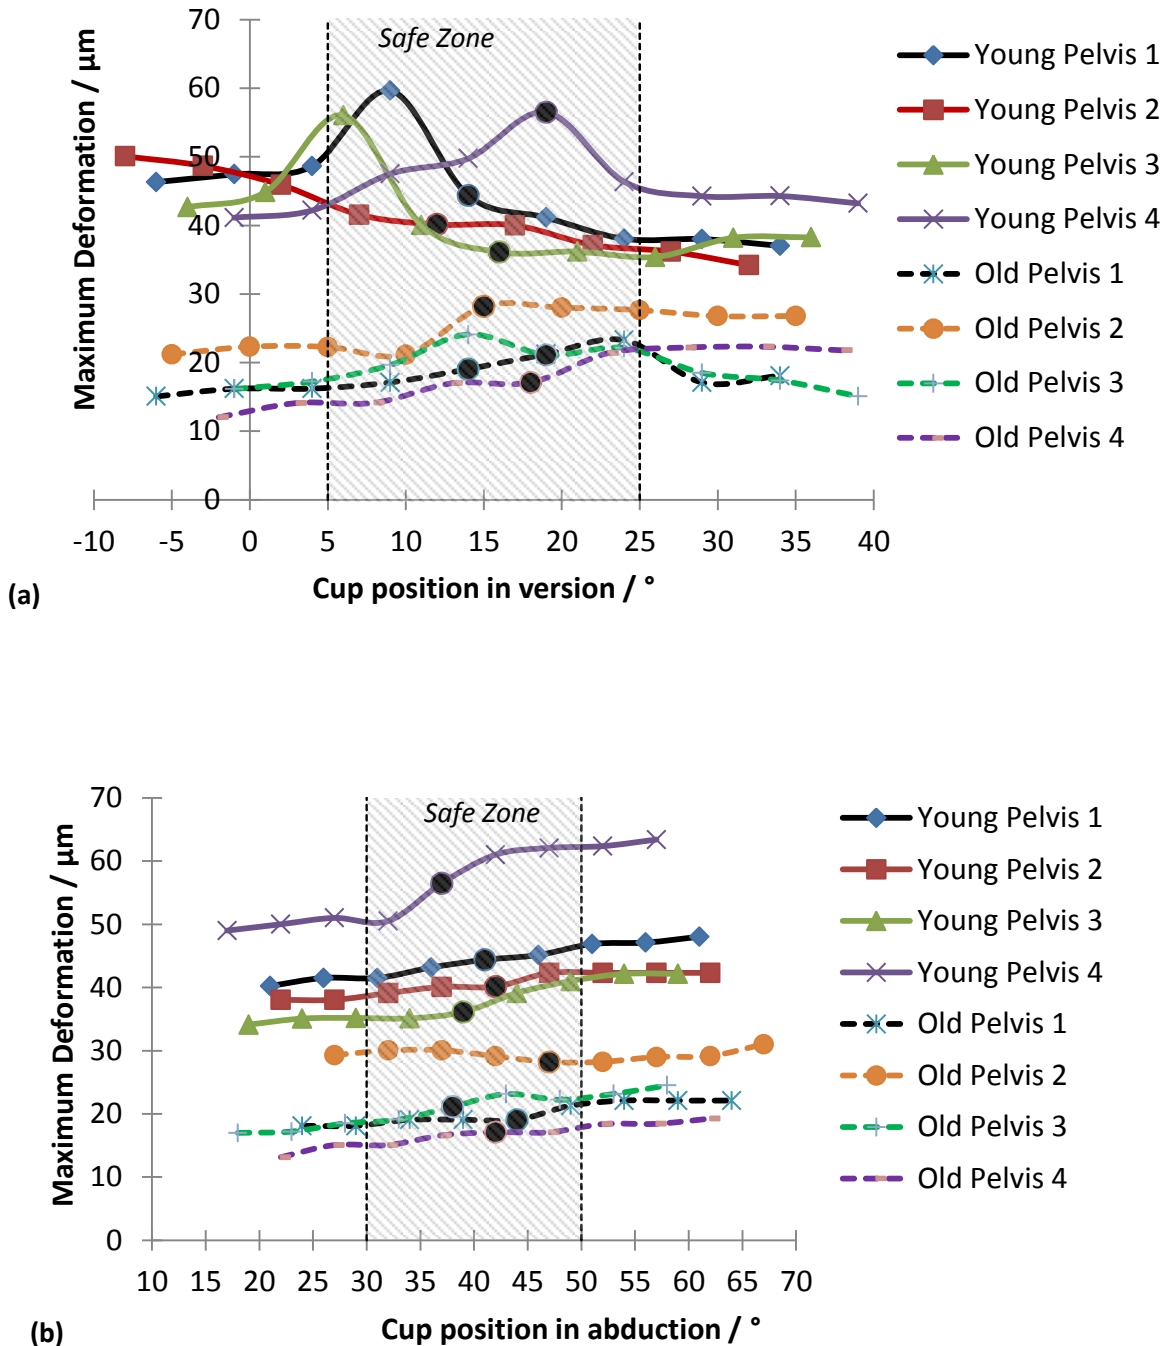 70
60
50
40
30
20
10
0
Maximum Deformation / µm
Safe Zone
-10 -5 0 5 10 15 20 25 30 35 40
Cup position in version / °
(a)
Young Pelvis 1
Young Pelvis 2
Young Pelvis 3
Young Pelvis 4
Old Pelvis 1
Old Pelvis 2
Old Pelvis 3
Old Pelvis 4
70
60
50
40
30
20
10
0
Maximum Deformation / µm
Safe Zone
10 15 20 25 30 35 40 45 50 55 60 65 70
Cup position in abduction / °
(b)
Young Pelvis 1
Young Pelvis 2
Young Pelvis 3
Young Pelvis 4
Old Pelvis 1
Old Pelvis 2
Old Pelvis 3
Old Pelvis 4